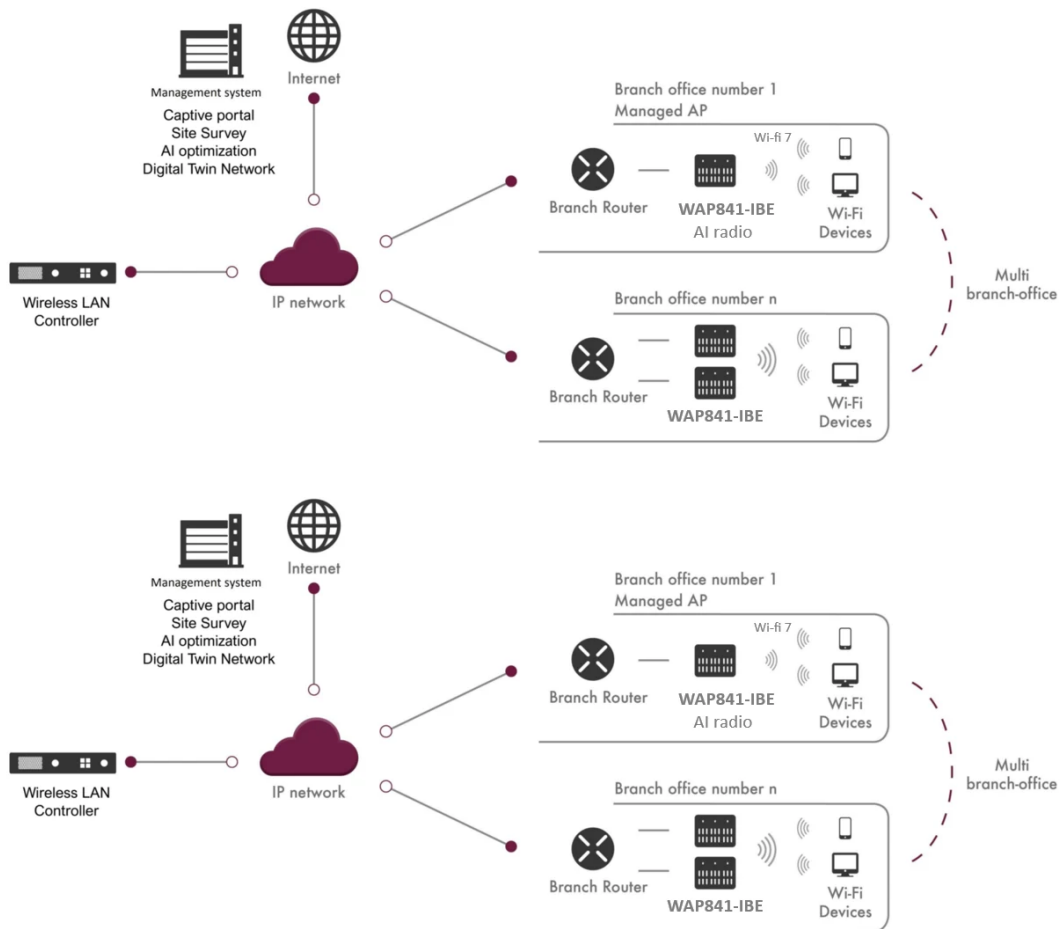 Internet
Management system
Captive portal
Site Survey
AI optimization
Digital Twin Network
Wireless LAN
Controller
IP network
Branch office number 1
Managed AP
Wi-fi 7
Branch Router
WAP841-IBE
AI radio
Wi-Fi
Devices
Branch office number n
Branch Router
WAP841-IBE
Wi-Fi
Devices
Multi
branch-office
Internet
Management system
Captive portal
Site Survey
AI optimization
Digital Twin Network
Wireless LAN
Controller
IP network
Branch office number 1
Managed AP
Wi-fi 7
Branch Router
WAP841-IBE
AI radio
Wi-Fi
Devices
Branch office number n
Branch Router
WAP841-IBE
Wi-Fi
Devices
Multi
branch-office